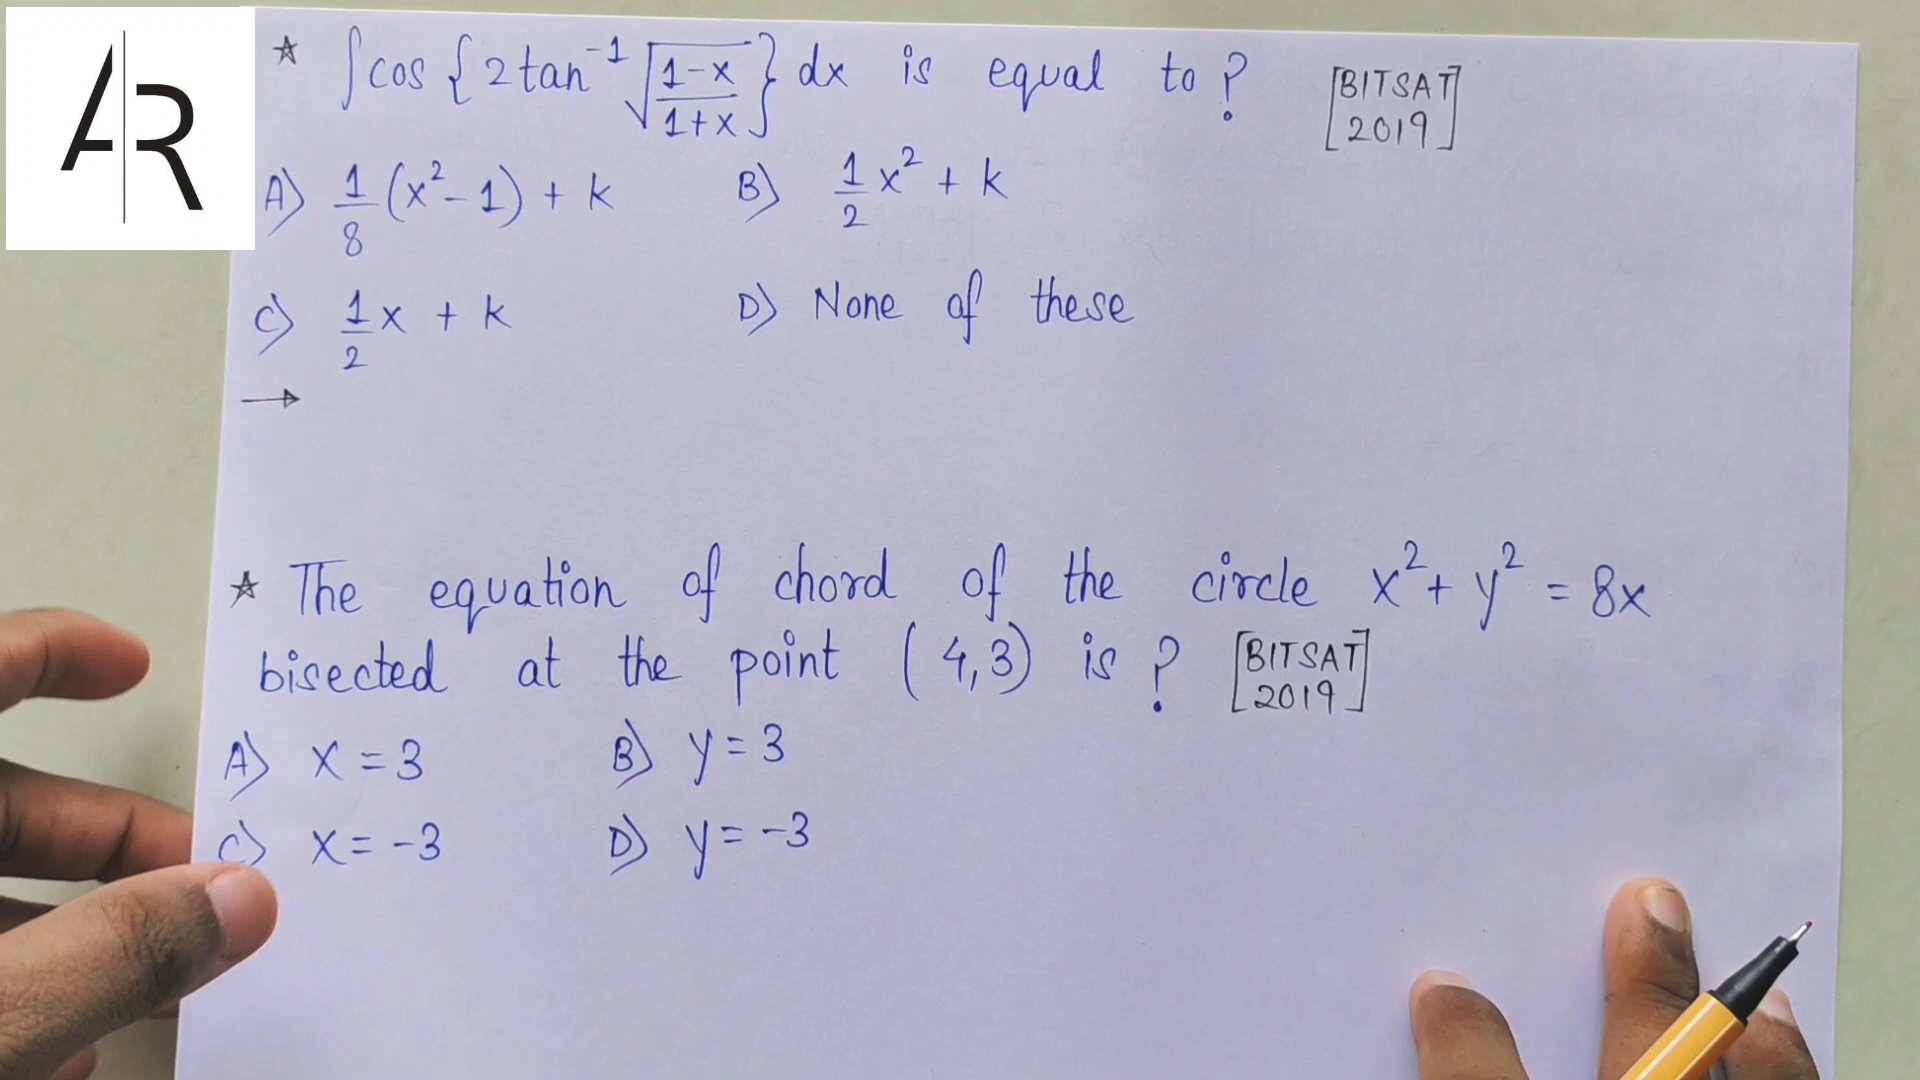 AR
☆ ∫cos {2tan⁻¹ √((1-x)/(1+x))} dx is equal to ? [BITSAT 2019]
A) 1/8 (x²-1) + k B) 1/2 x² + k
C) 1/2 x + k D) None of these
→
☆ The equation of chord of the circle x² + y² = 8x
bisected at the point (4,3) is ? [BITSAT 2019]
A) x = 3 B) y = 3
C) x = -3 D) y = -3